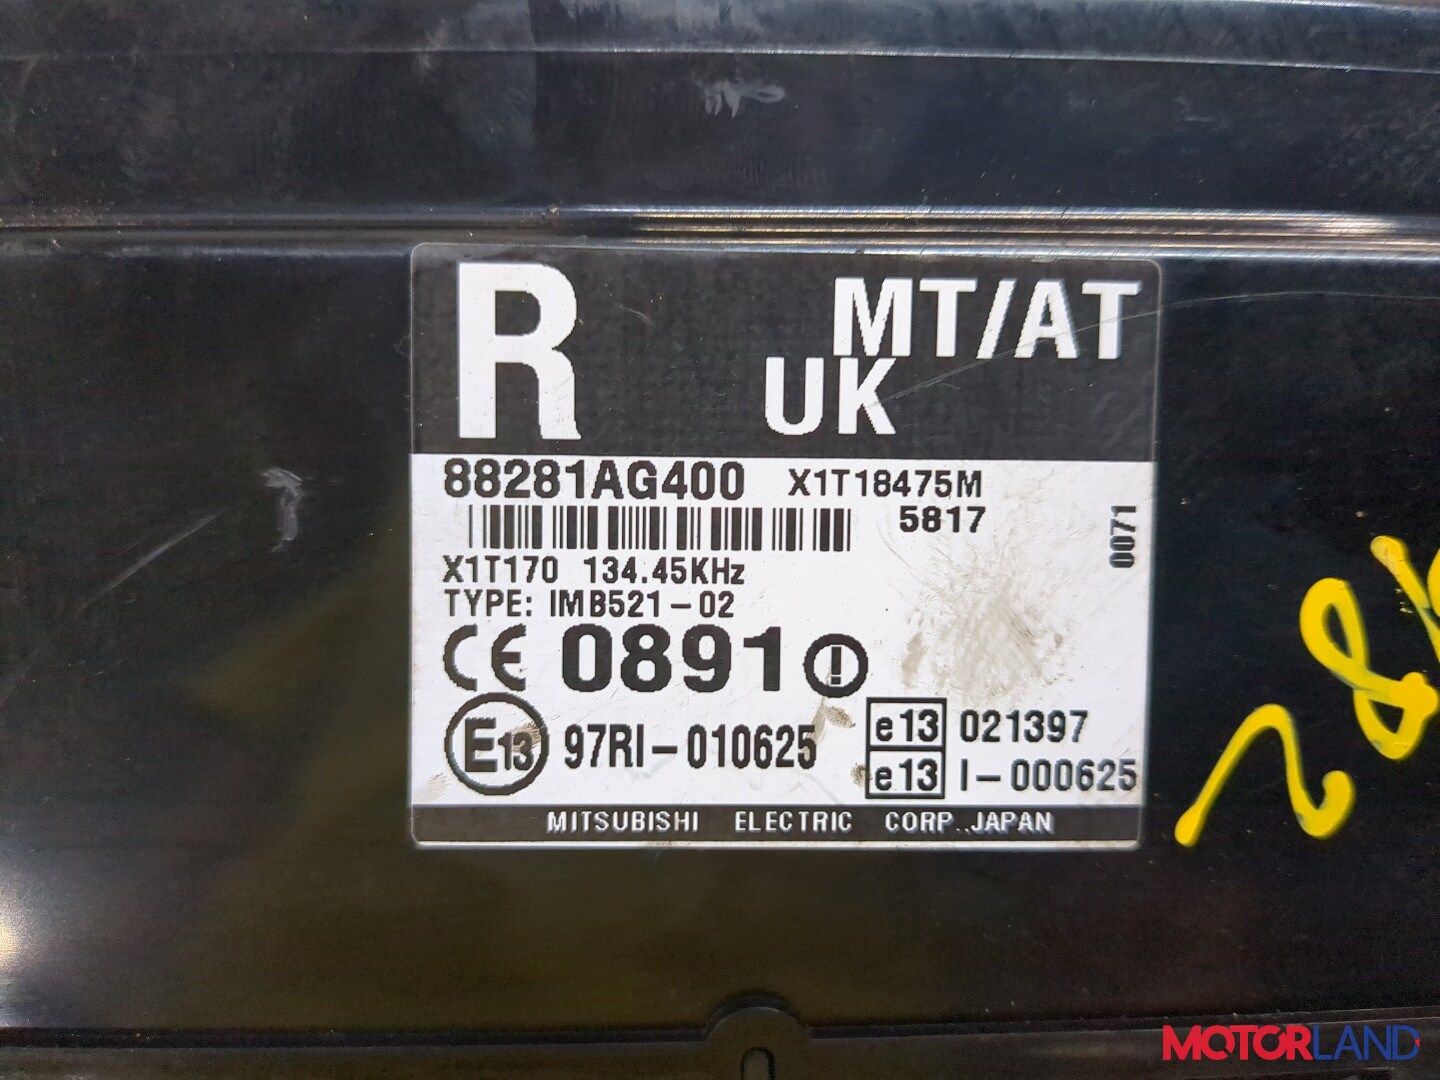 R MT/AT
UK
88281AG400 X1T18475M
5817
0071
X1T170 134.45KHz
TYPE: IMB521-02
CE 0891
E13 97RI-010625
e13 021397
e13 I-000625
MITSUBISHI ELECTRIC CORP. JAPAN
MOTORLAND